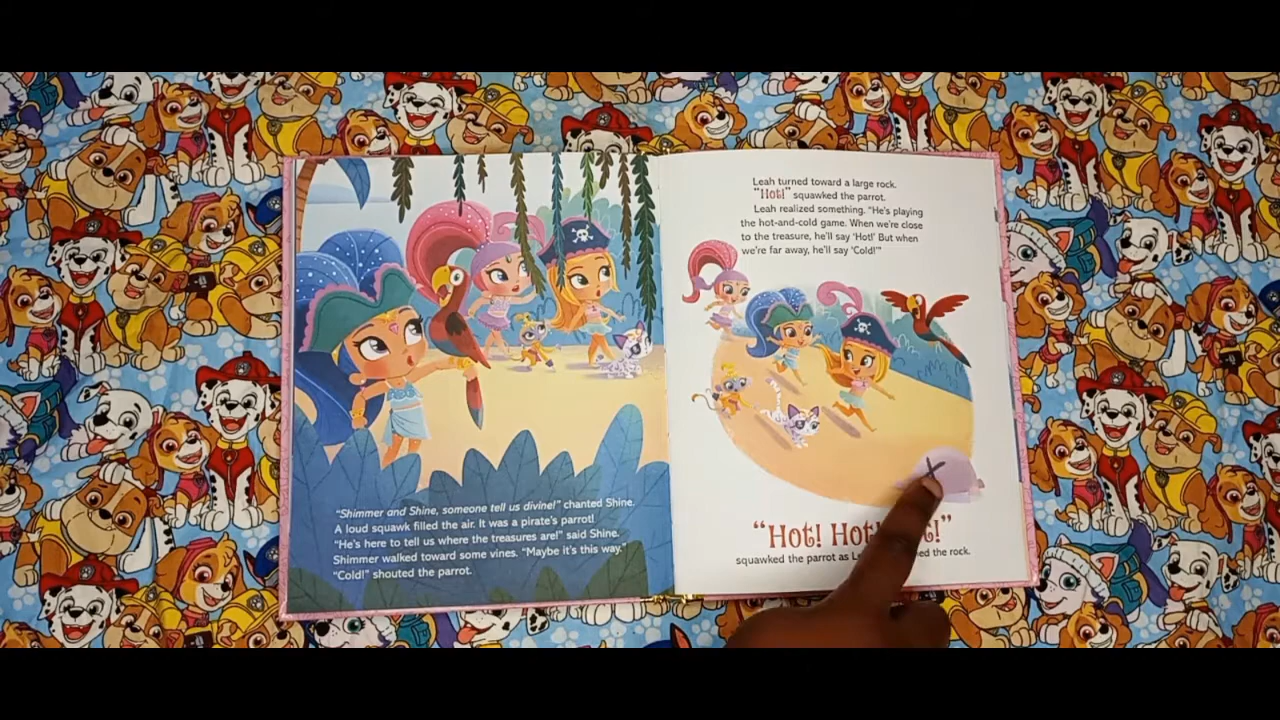 "Shimmer and Shine, someone tell us divine!" chanted Shine.
A loud squawk filled the air. It was a pirate's parrot!
"He's here to tell us where the treasures are!" said Shine.
Shimmer walked toward some vines. "Maybe it's this way."
"Cold!" shouted the parrot.
Leah turned toward a large rock.
"Hot!" squawked the parrot.
Leah realized something. "He's playing
the hot-and-cold game. When we're close
to the treasure, he'll say 'Hot!' But when
we're far away, he'll say 'Cold!'"
"Hot! Hot!
squawked the parrot as the rock.